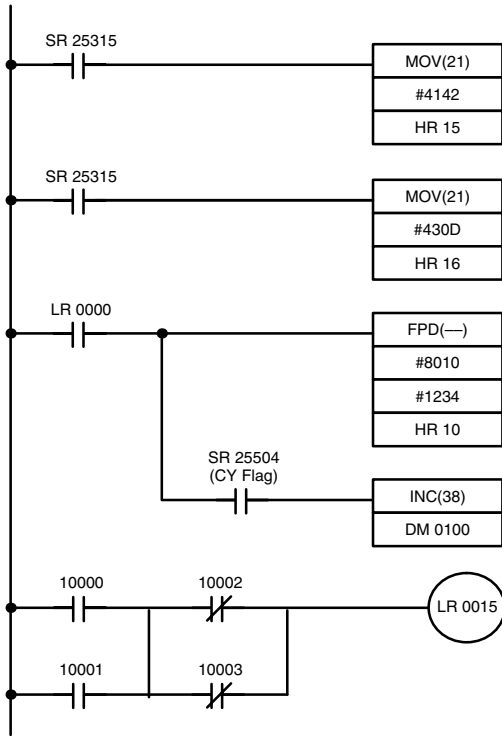 SR 25315
MOV(21)
#4142
HR 15
SR 25315
MOV(21)
#430D
HR 16
LR 0000
FPD(––)
#8010
#1234
HR 10
SR 25504
(CY Flag)
INC(38)
DM 0100
10000
10002
LR 0015
10001
10003